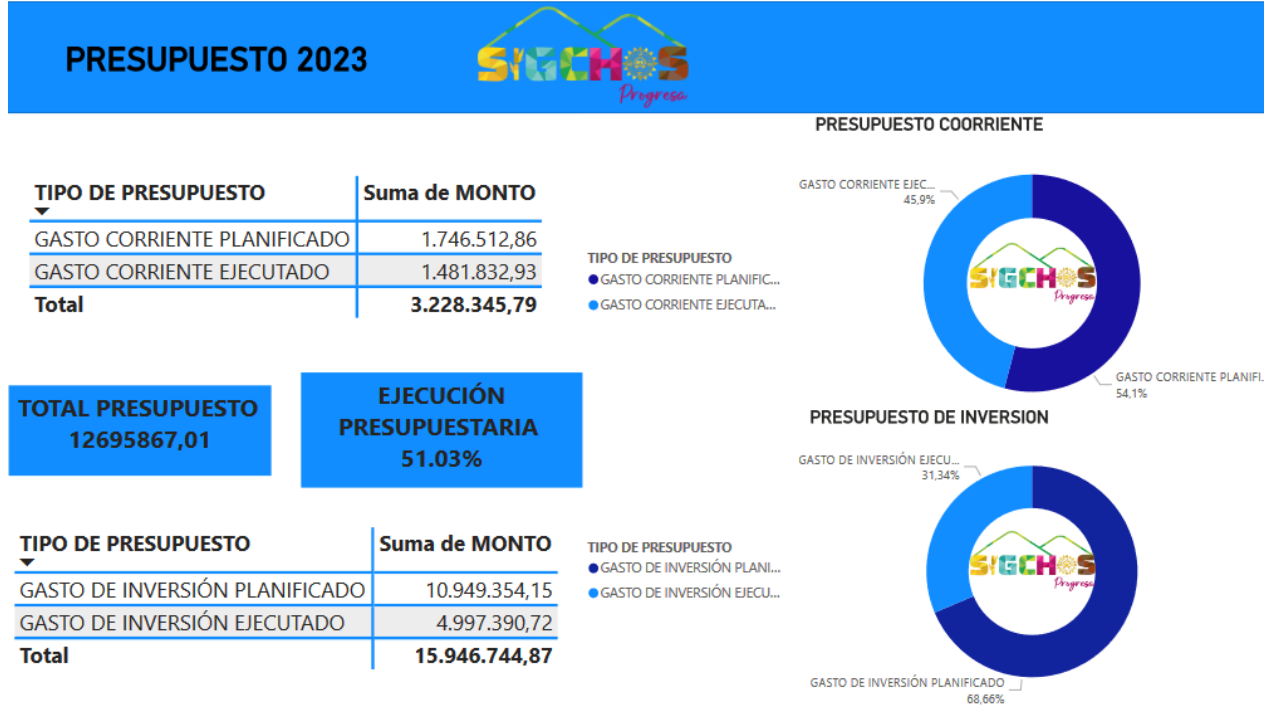 PRESUPUESTO 2023
SIGCHOS
Progresa
PRESUPUESTO COORRIENTE
TIPO DE PRESUPUESTO Suma de MONTO
GASTO CORRIENTE PLANIFICADO 1.746.512,86
GASTO CORRIENTE EJECUTADO 1.481.832,93
Total 3.228.345,79
TIPO DE PRESUPUESTO
GASTO CORRIENTE PLANIFIC...
GASTO CORRIENTE EJECUTA...
GASTO CORRIENTE EJEC...
45,9%
SIGCHOS
Progresa
GASTO CORRIENTE PLANIFI...
54,1%
TOTAL PRESUPUESTO
12695867,01
EJECUCIÓN
PRESUPUESTARIA
51.03%
PRESUPUESTO DE INVERSION
TIPO DE PRESUPUESTO Suma de MONTO
GASTO DE INVERSIÓN PLANIFICADO 10.949.354,15
GASTO DE INVERSIÓN EJECUTADO 4.997.390,72
Total 15.946.744,87
TIPO DE PRESUPUESTO
GASTO DE INVERSIÓN PLANI...
GASTO DE INVERSIÓN EJECU...
GASTO DE INVERSIÓN EJECU...
31,34%
SIGCHOS
Progresa
GASTO DE INVERSIÓN PLANIFICADO
68,66%